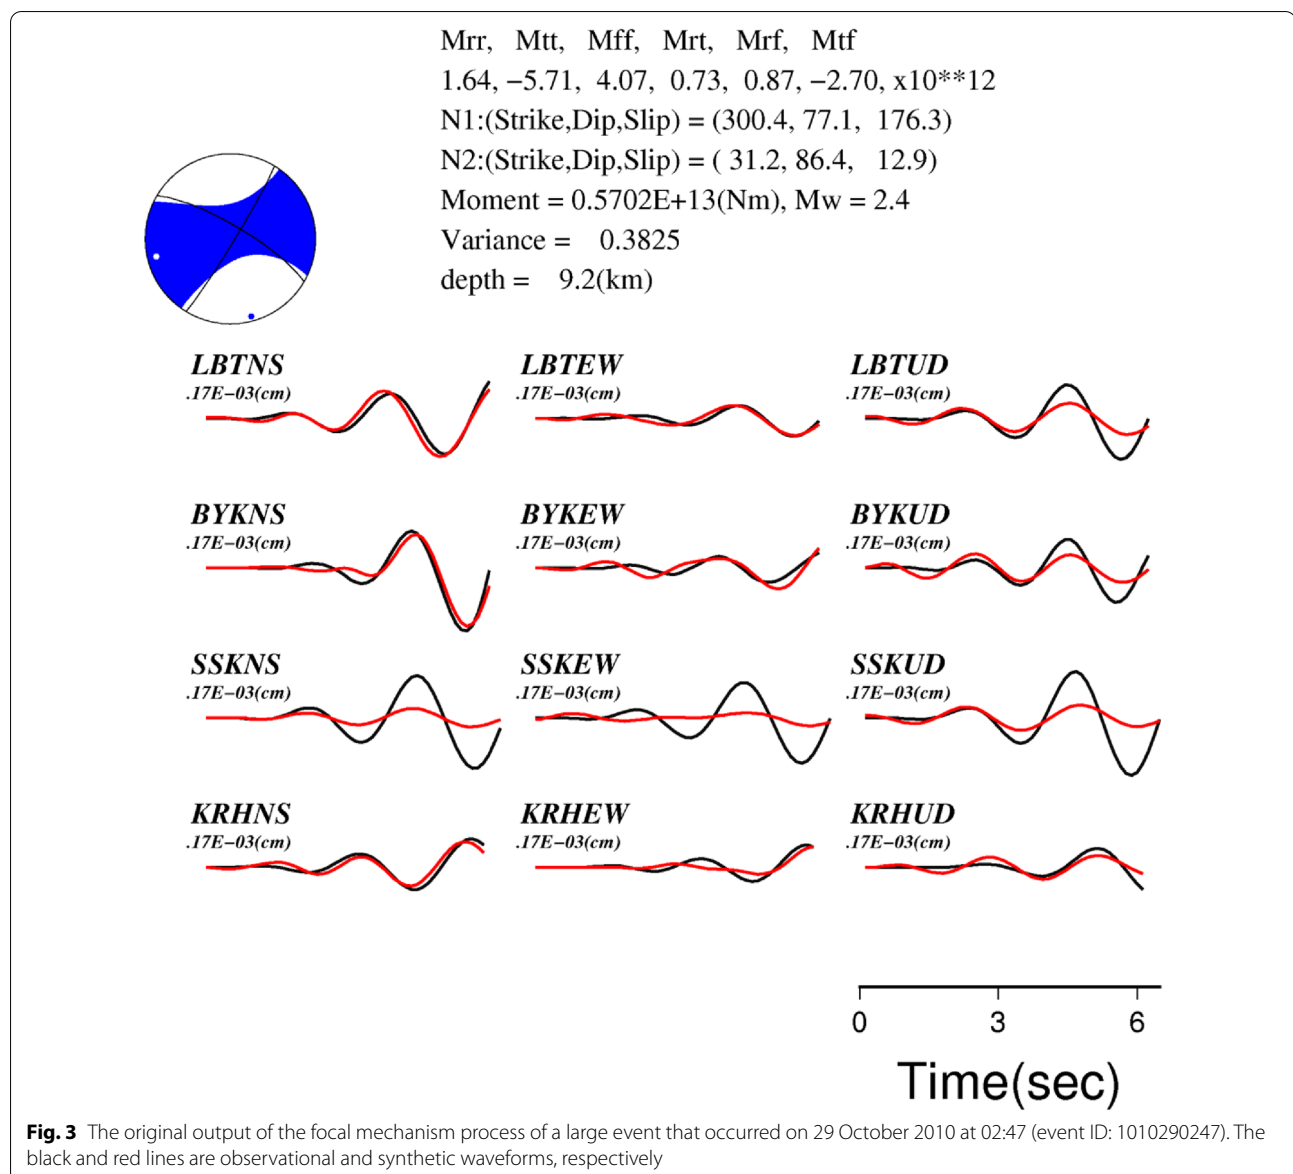 Mrr, Mtt, Mff, Mrt, Mrf, Mtf
1.64, −5.71, 4.07, 0.73, 0.87, −2.70, x10**12
N1:(Strike,Dip,Slip) = (300.4, 77.1, 176.3)
N2:(Strike,Dip,Slip) = ( 31.2, 86.4, 12.9)
Moment = 0.5702E+13(Nm), Mw = 2.4
Variance = 0.3825
depth = 9.2(km)
LBTNS LBTEW LBTUD
.17E−03(cm) .17E−03(cm) .17E−03(cm)
BYKNS BYKEW BYKUD
.17E−03(cm) .17E−03(cm) .17E−03(cm)
SSKNS SSKEW SSKUD
.17E−03(cm) .17E−03(cm) .17E−03(cm)
KRHNS KRHEW KRHUD
.17E−03(cm) .17E−03(cm) .17E−03(cm)
0 3 6
Time(sec)
Fig. 3 The original output of the focal mechanism process of a large event that occurred on 29 October 2010 at 02:47 (event ID: 1010290247). The
black and red lines are observational and synthetic waveforms, respectively